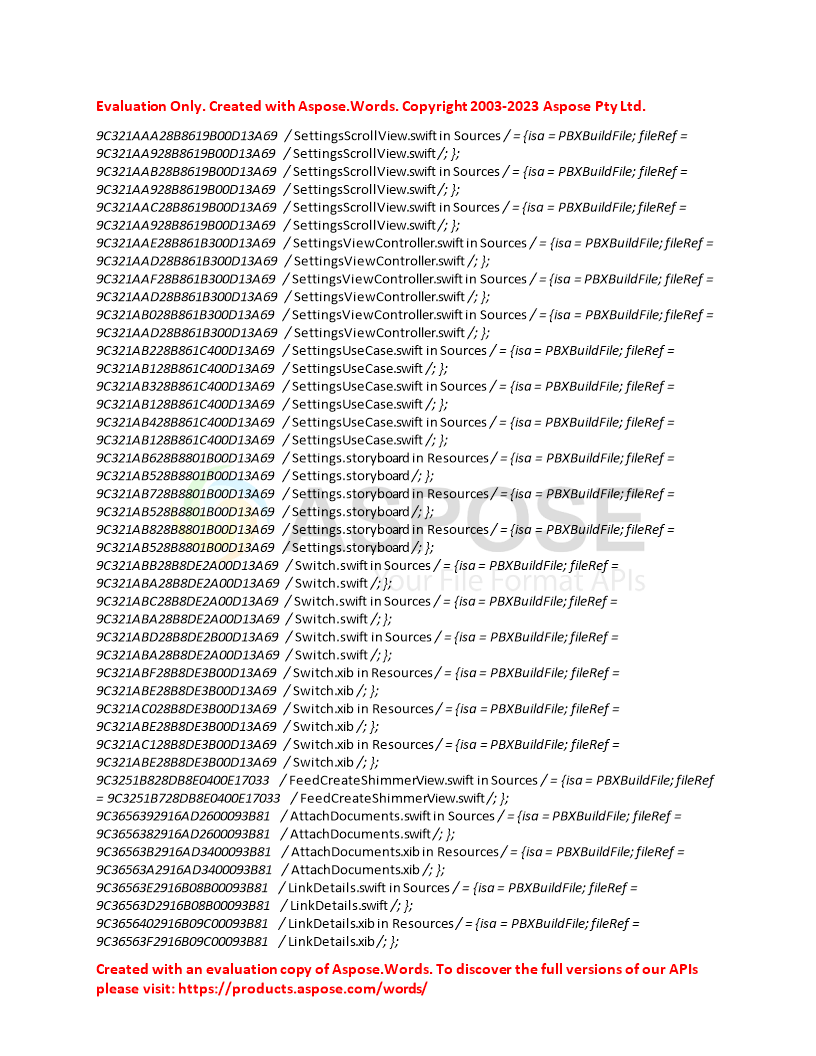 Evaluation Only. Created with Aspose.Words. Copyright 2003-2023 Aspose Pty Ltd.
9C321AAA28B8619B00D13A69 / SettingsScrollView.swift in Sources / = {isa = PBXBuildFile; fileRef =
9C321AA928B8619B00D13A69 / SettingsScrollView.swift /; };
9C321AAB28B8619B00D13A69 / SettingsScrollView.swift in Sources / = {isa = PBXBuildFile; fileRef =
9C321AA928B8619B00D13A69 / SettingsScrollView.swift /; };
9C321AAC28B8619B00D13A69 / SettingsScrollView.swift in Sources / = {isa = PBXBuildFile; fileRef =
9C321AA928B8619B00D13A69 / SettingsScrollView.swift /; };
9C321AAE28B861B300D13A69 / SettingsViewController.swift in Sources / = {isa = PBXBuildFile; fileRef =
9C321AAD28B861B300D13A69 / SettingsViewController.swift /; };
9C321AAF28B861B300D13A69 / SettingsViewController.swift in Sources / = {isa = PBXBuildFile; fileRef =
9C321AAD28B861B300D13A69 / SettingsViewController.swift /; };
9C321AB028B861B300D13A69 / SettingsViewController.swift in Sources / = {isa = PBXBuildFile; fileRef =
9C321AAD28B861B300D13A69 / SettingsViewController.swift /; };
9C321AB228B861C400D13A69 / SettingsUseCase.swift in Sources / = {isa = PBXBuildFile; fileRef =
9C321AB128B861C400D13A69 / SettingsUseCase.swift /; };
9C321AB328B861C400D13A69 / SettingsUseCase.swift in Sources / = {isa = PBXBuildFile; fileRef =
9C321AB128B861C400D13A69 / SettingsUseCase.swift /; };
9C321AB428B861C400D13A69 / SettingsUseCase.swift in Sources / = {isa = PBXBuildFile; fileRef =
9C321AB128B861C400D13A69 / SettingsUseCase.swift /; };
9C321AB628B8801B00D13A69 / Settings.storyboard in Resources / = {isa = PBXBuildFile; fileRef =
9C321AB528B8801B00D13A69 / Settings.storyboard /; };
9C321AB728B8801B00D13A69 / Settings.storyboard in Resources / = {isa = PBXBuildFile; fileRef =
9C321AB528B8801B00D13A69 / Settings.storyboard /; };
9C321AB828B8801B00D13A69 / Settings.storyboard in Resources / = {isa = PBXBuildFile; fileRef =
9C321AB528B8801B00D13A69 / Settings.storyboard /; };
ASPOSE
9C321ABB28B8DE2A00D13A69 / Switch.swift in Sources / = {isa = PBXBuildFile; fileRef =
9C321ABA28B8DE2A00D13A69 / Switch.swift /; };
Your File Format APIs
9C321ABC28B8DE2A00D13A69 / Switch.swift in Sources / = {isa = PBXBuildFile; fileRef =
9C321ABA28B8DE2A00D13A69 / Switch.swift /; };
9C321ABD28B8DE2B00D13A69 / Switch.swift in Sources / = {isa = PBXBuildFile; fileRef =
9C321ABA28B8DE2A00D13A69 / Switch.swift /; };
9C321ABF28B8DE3B00D13A69 / Switch.xib in Resources / = {isa = PBXBuildFile; fileRef =
9C321ABE28B8DE3B00D13A69 / Switch.xib /; };
9C321AC028B8DE3B00D13A69 / Switch.xib in Resources / = {isa = PBXBuildFile; fileRef =
9C321ABE28B8DE3B00D13A69 / Switch.xib /; };
9C321AC128B8DE3B00D13A69 / Switch.xib in Resources / = {isa = PBXBuildFile; fileRef =
9C321ABE28B8DE3B00D13A69 / Switch.xib /; };
9C3251B828DB8E0400E17033 / FeedCreateShimmerView.swift in Sources / = {isa = PBXBuildFile; fileRef
= 9C3251B728DB8E0400E17033 / FeedCreateShimmerView.swift /; };
9C3656392916AD2600093B81 / AttachDocuments.swift in Sources / = {isa = PBXBuildFile; fileRef =
9C3656382916AD2600093B81 / AttachDocuments.swift /; };
9C36563B2916AD3400093B81 / AttachDocuments.xib in Resources / = {isa = PBXBuildFile; fileRef =
9C36563A2916AD3400093B81 / AttachDocuments.xib /; };
9C36563E2916B08B00093B81 / LinkDetails.swift in Sources / = {isa = PBXBuildFile; fileRef =
9C36563D2916B08B00093B81 / LinkDetails.swift /; };
9C3656402916B09C00093B81 / LinkDetails.xib in Resources / = {isa = PBXBuildFile; fileRef =
9C36563F2916B09C00093B81 / LinkDetails.xib /; };
Created with an evaluation copy of Aspose.Words. To discover the full versions of our APIs
please visit: https://products.aspose.com/words/